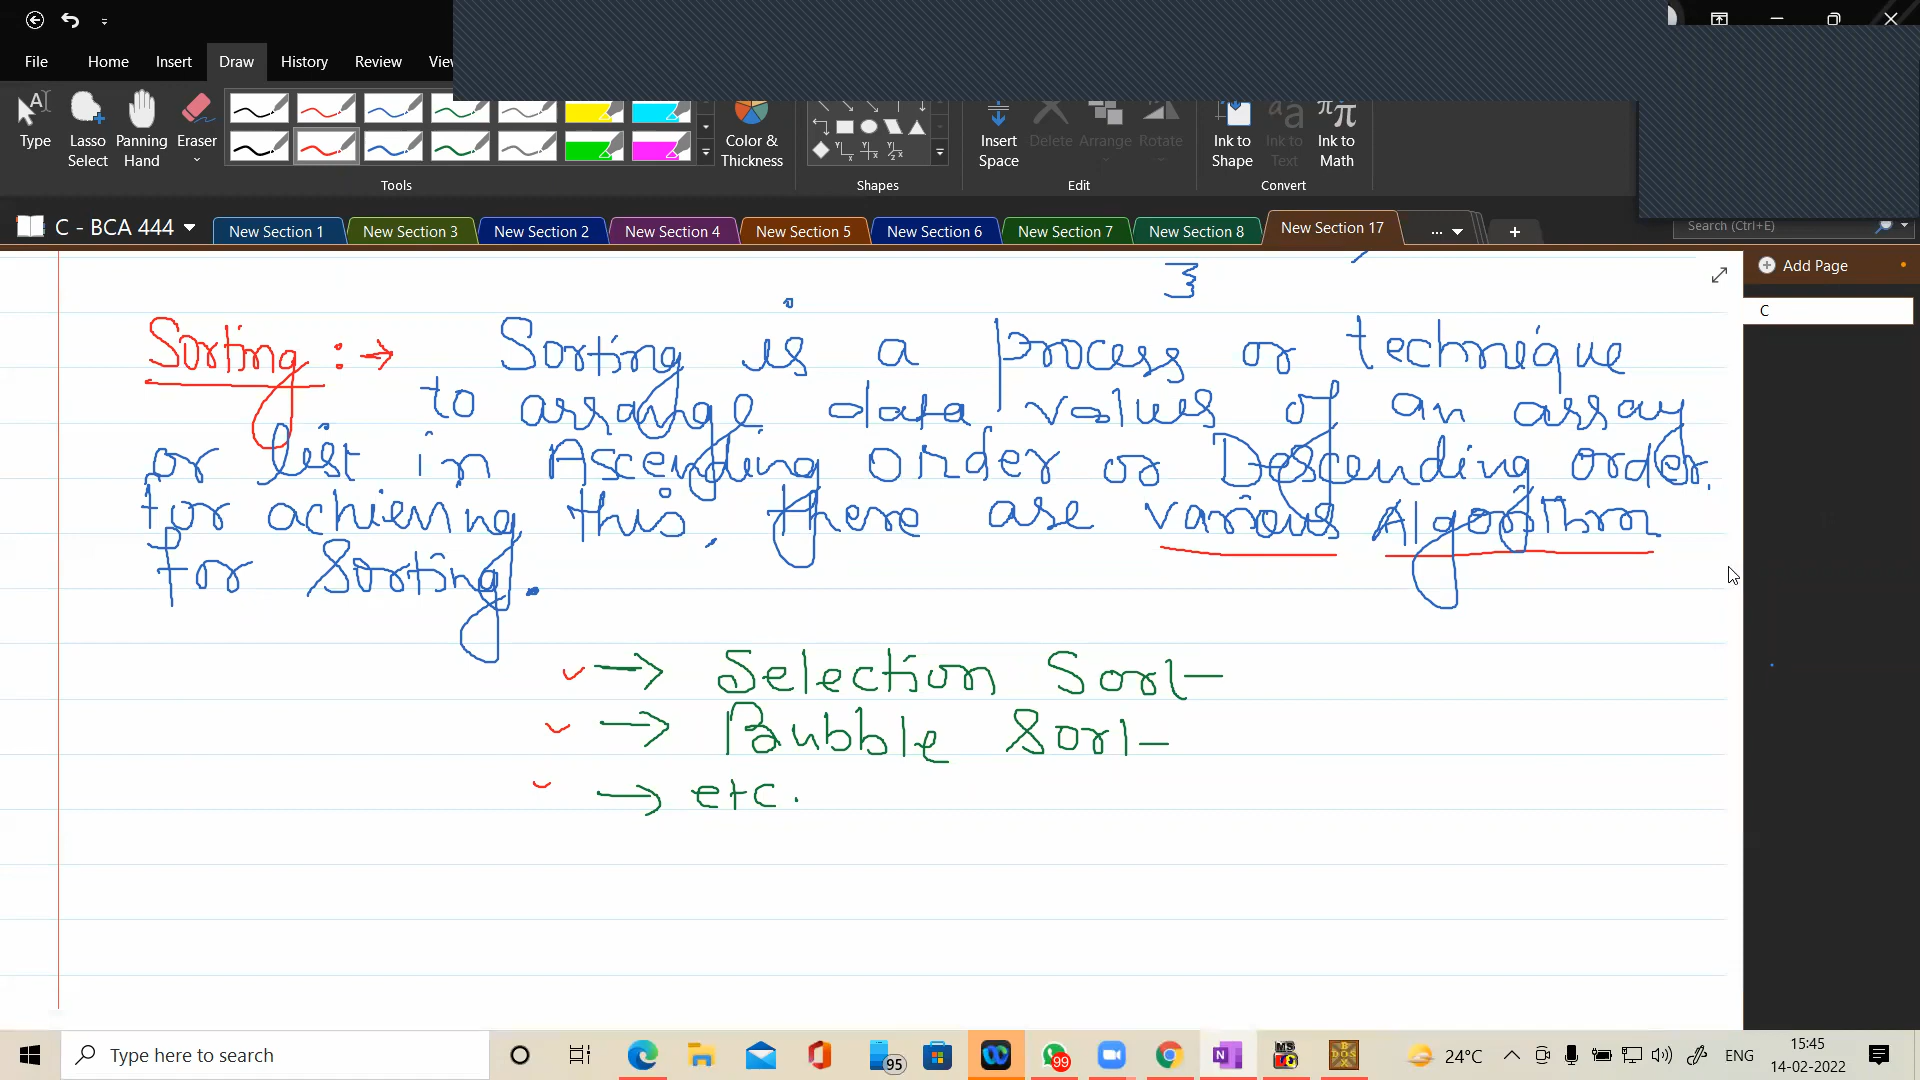 File Home Insert Draw History Review
Type Lasso Select Panning Hand Eraser Color & Thickness Insert Space Delete Arrange Rotate Ink to Shape Ink to Text Ink to Math
Tools Shapes Edit Convert
C - BCA 444 New Section 1 New Section 3 New Section 2 New Section 4 New Section 5 New Section 6 New Section 7 New Section 8 New Section 17 ... + Search (Ctrl+E)
Add Page
C
Sorting :→ Sorting is a process or technique
to arrange data values of an array
or list in Ascending order or Descending order.
for achieving this, there are various Algorithm
for Sorting.
→ Selection Sort
→ Bubble Sort
→ etc.
Type here to search 95 99 24°C ENG 15:45
14-02-2022